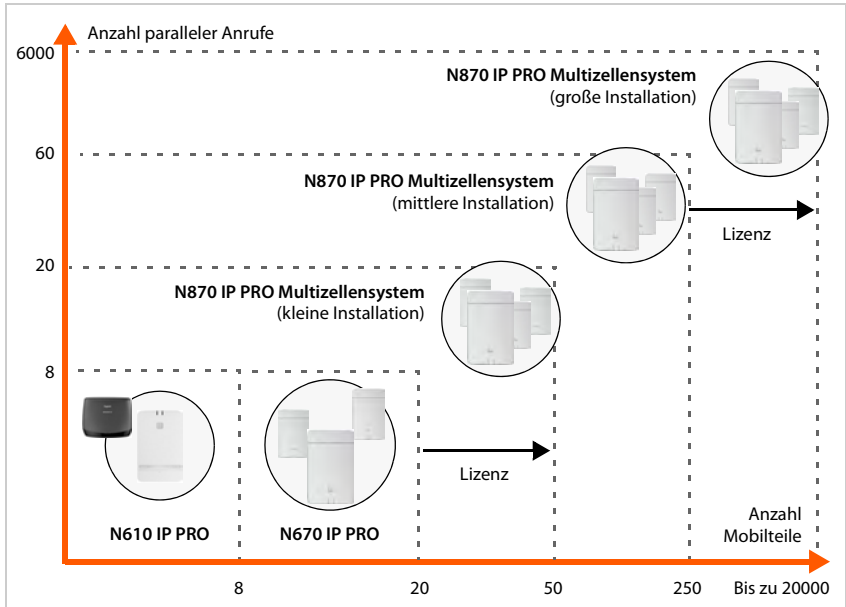 Anzahl paralleler Anrufe
6000
N870 IP PRO Multizellensystem
(große Installation)
60
N870 IP PRO Multizellensystem
(mittlere Installation)
Lizenz
20
N870 IP PRO Multizellensystem
(kleine Installation)
8
Lizenz
N610 IP PRO
N670 IP PRO
Anzahl
Mobilteile
8
20
50
250
Bis zu 20000